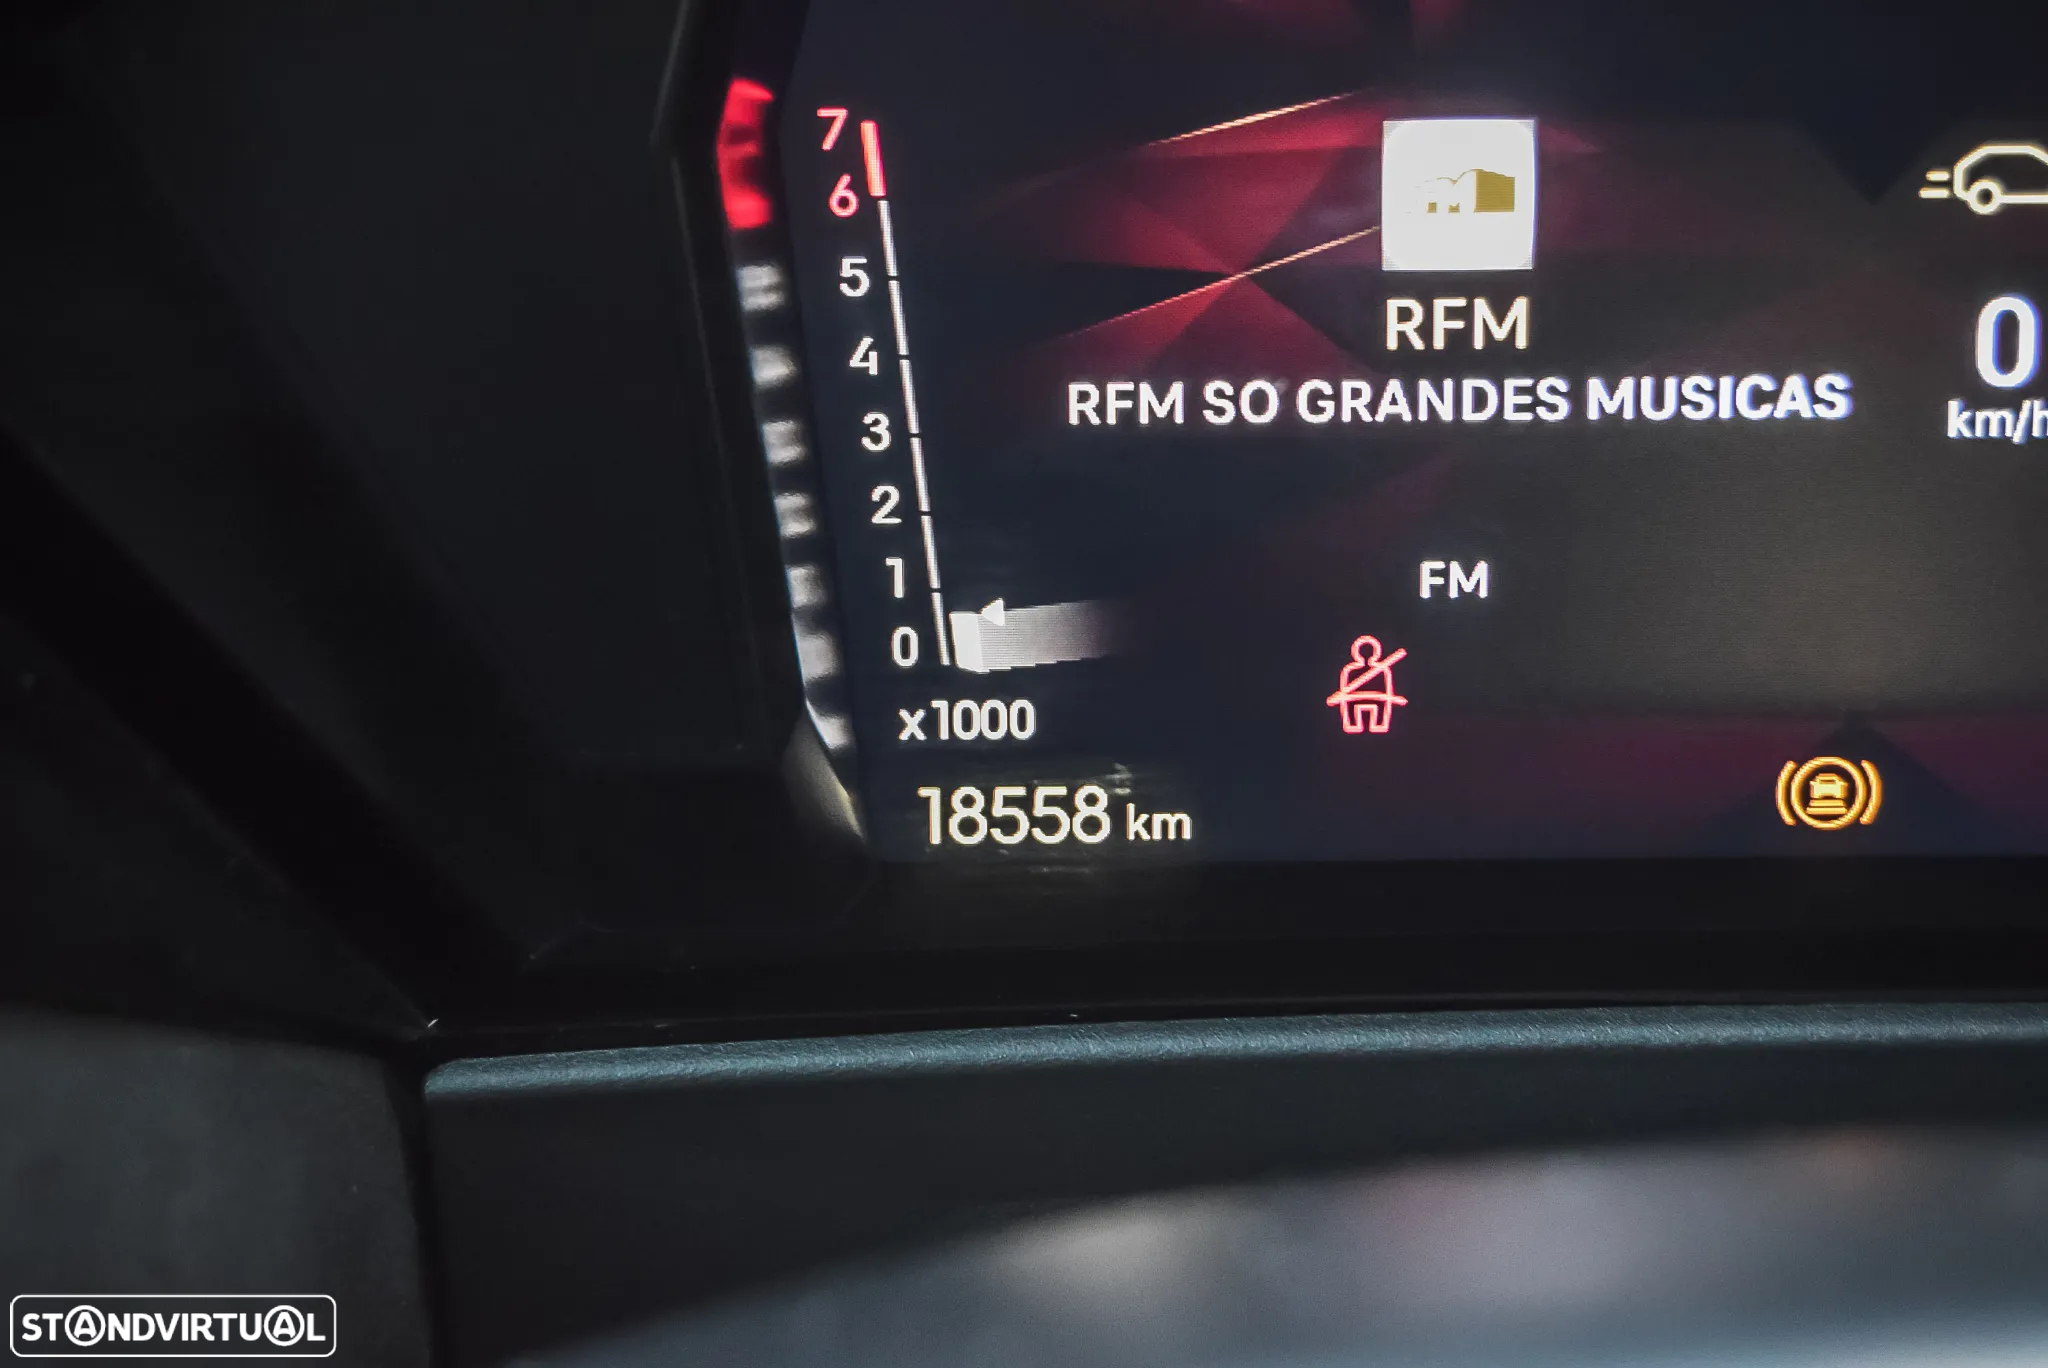 7
6
5
4
3
2
1
0
x1000
18558 km
RFM
RFM SO GRANDES MUSICAS
FM
0
km/h
STANDVIRTUAL